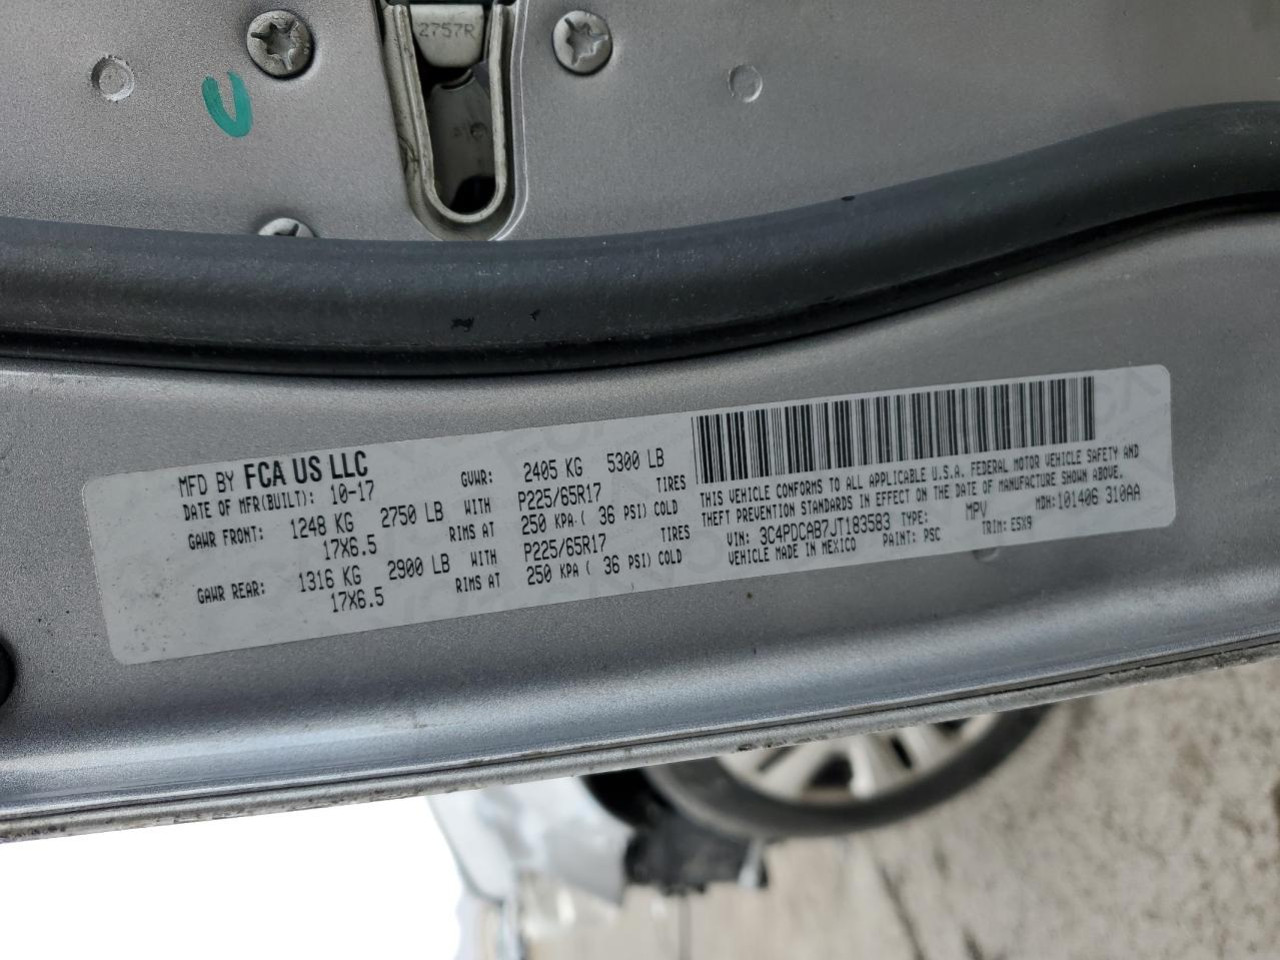 2757R
MFD BY FCA US LLC
DATE OF MFR(BUILT): 10-17
GVWR: 2405 KG 5300 LB
GAWR FRONT: 1248 KG 2750 LB WITH P225/65R17 TIRES
17X6.5 RIMS AT 250 KPA ( 36 PSI) COLD
GAWR REAR: 1316 KG 2900 LB WITH P225/65R17 TIRES
17X6.5 RIMS AT 250 KPA ( 36 PSI) COLD
THIS VEHICLE CONFORMS TO ALL APPLICABLE U.S.A. FEDERAL MOTOR VEHICLE SAFETY AND
THEFT PREVENTION STANDARDS IN EFFECT ON THE DATE OF MANUFACTURE SHOWN ABOVE.
VIN: 3C4PDCAB7JT183583 TYPE: MPV MDH:101406 310AA
VEHICLE MADE IN MEXICO PAINT: PSC TRIM: E5X9